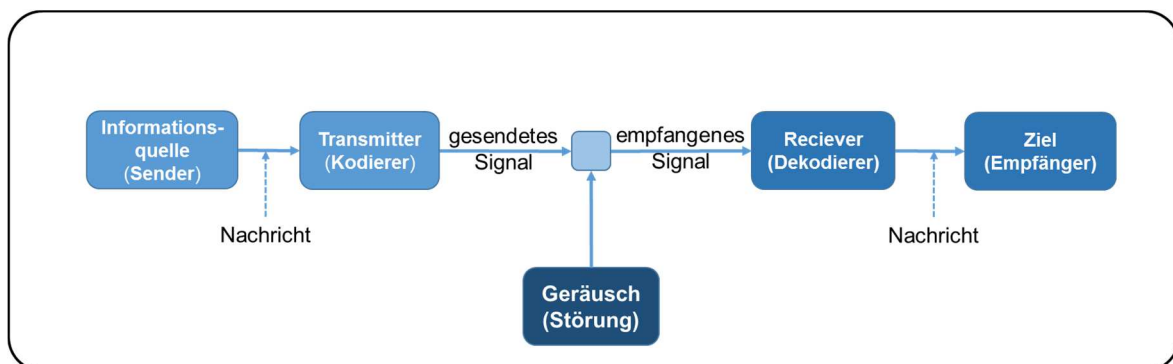 Informations-
quelle
(Sender)
Transmitter
(Kodierer)
gesendetes
Signal
empfangenes
Signal
Reciever
(Dekodierer)
Ziel
(Empfänger)
Nachricht
Nachricht
Geräusch
(Störung)